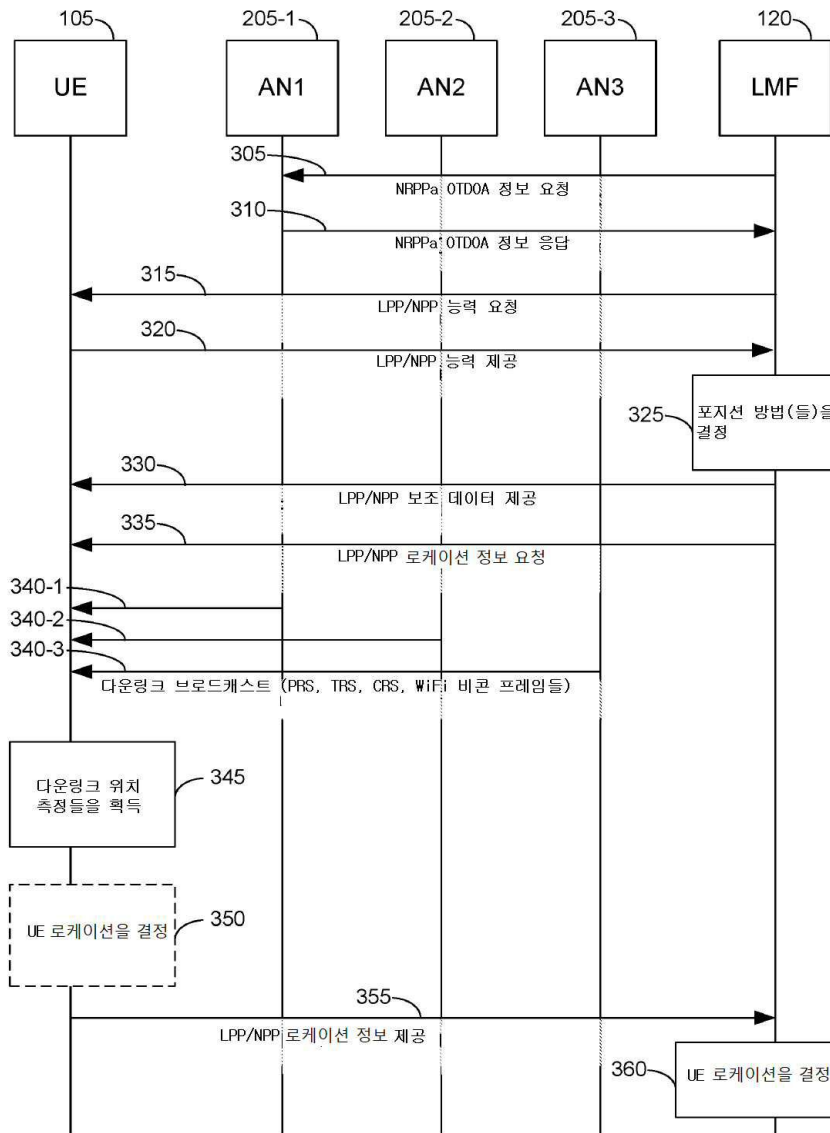 105
205-1
205-2
205-3
120
UE
AN1
AN2
AN3
LMF
305
NRPPa OTDOA 정보 요청
310
NRPPa OTDOA 정보 응답
315
LPP/NPP 능력 요청
320
LPP/NPP 능력 제공
325
포지션 방법(들)을
결정
330
LPP/NPP 보조 데이터 제공
335
LPP/NPP 로케이션 정보 요청
340-1
340-2
340-3
다운링크 브로드캐스트 (PRS, TRS, CRS, WiFi 비콘 프레임들)
다운링크 위치
측정들을 획득
345
UE 로케이션을 결정
350
355
LPP/NPP 로케이션 정보 제공
360
UE 로케이션을 결정